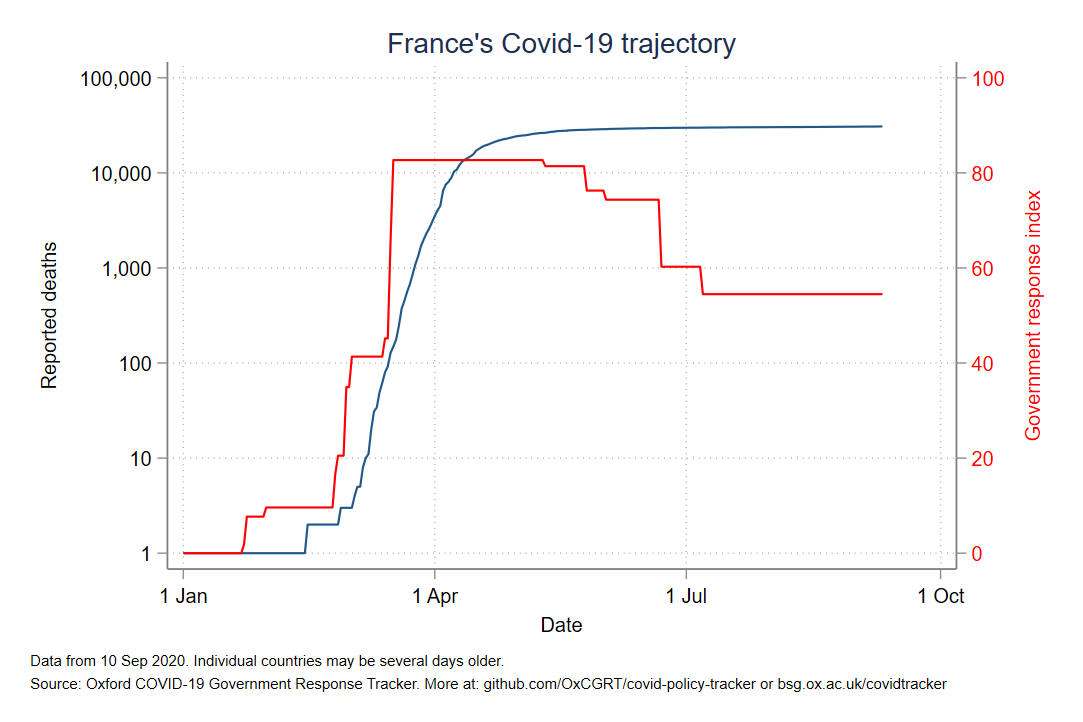 France's Covid-19 trajectory
100,000
10,000
1,000
100
10
1
Reported deaths
100
80
60
40
20
0
Government response index
1 Jan
1 Apr
1 Jul
1 Oct
Date
Data from 10 Sep 2020. Individual countries may be several days older.
Source: Oxford COVID-19 Government Response Tracker. More at: github.com/OxCGRT/covid-policy-tracker or bsg.ox.ac.uk/covidtracker